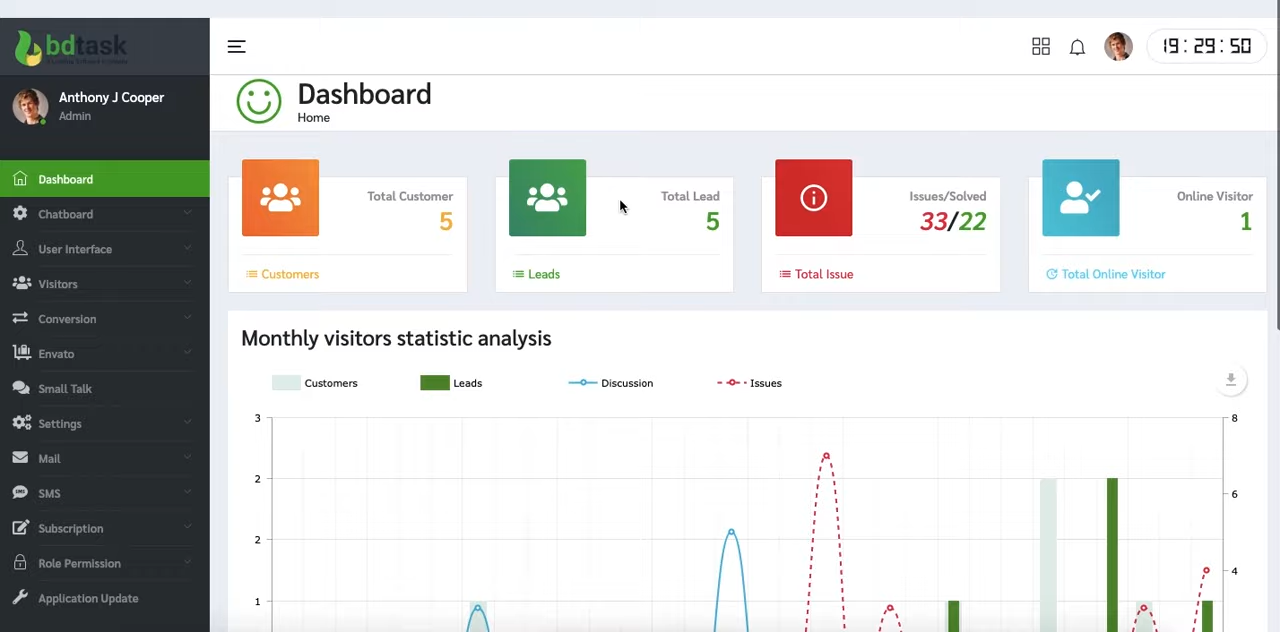 bdtask
Anthony J Cooper
Admin
Dashboard
Chatboard
User Interface
Visitors
Conversion
Envato
Small Talk
Settings
Mail
SMS
Subscription
Role Permission
Application Update
19:29:50
Dashboard
Home
Total Customer
5
Customers
Total Lead
5
Leads
Issues/Solved
33/22
Total Issue
Online Visitor
1
Total Online Visitor
Monthly visitors statistic analysis
Customers
Leads
Discussion
Issues
3
2
2
1
8
6
4